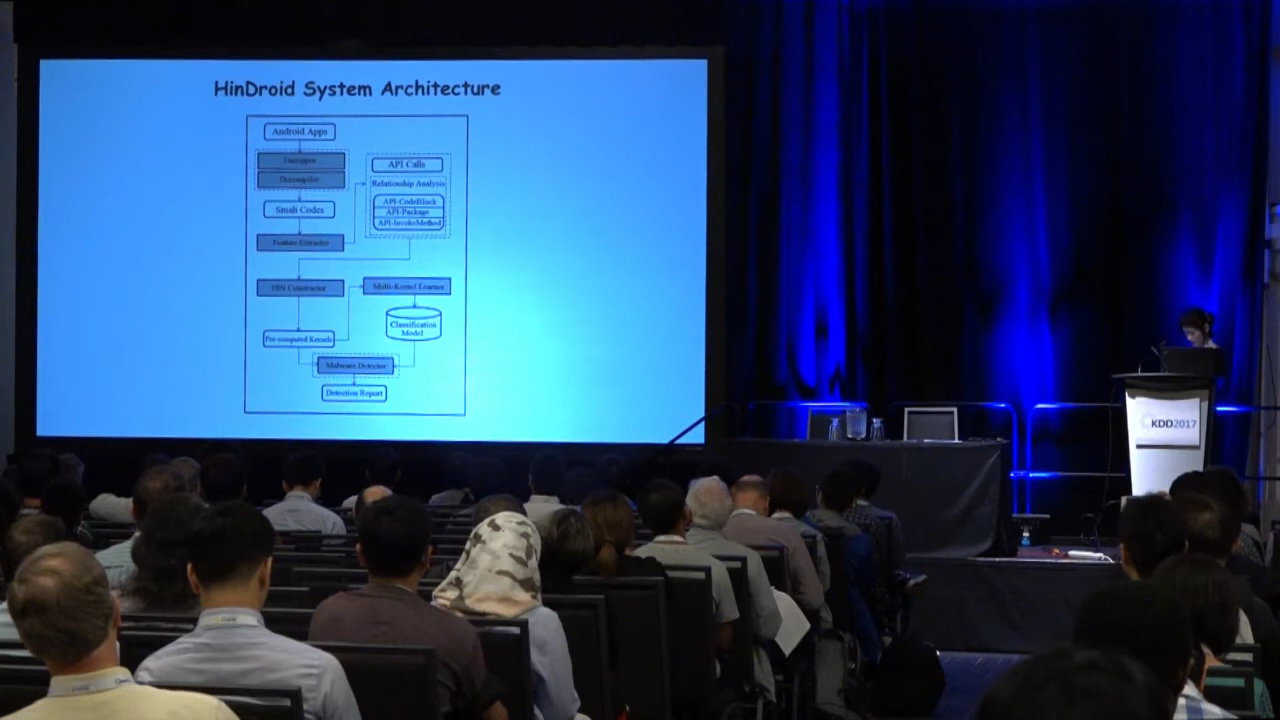 HinDroid System Architecture
Android Apps
Unzipper
Decompiler
Smali Codes
Feature Extractor
API Calls
Relationship Analysis
API-CodeBlock
API-Package
API-InvokeMethod
HIN Constructor
Multi-Kernel Learner
Pre-computed Kernels
Classification
Model
Malware Detector
Detection Report
KDD2017